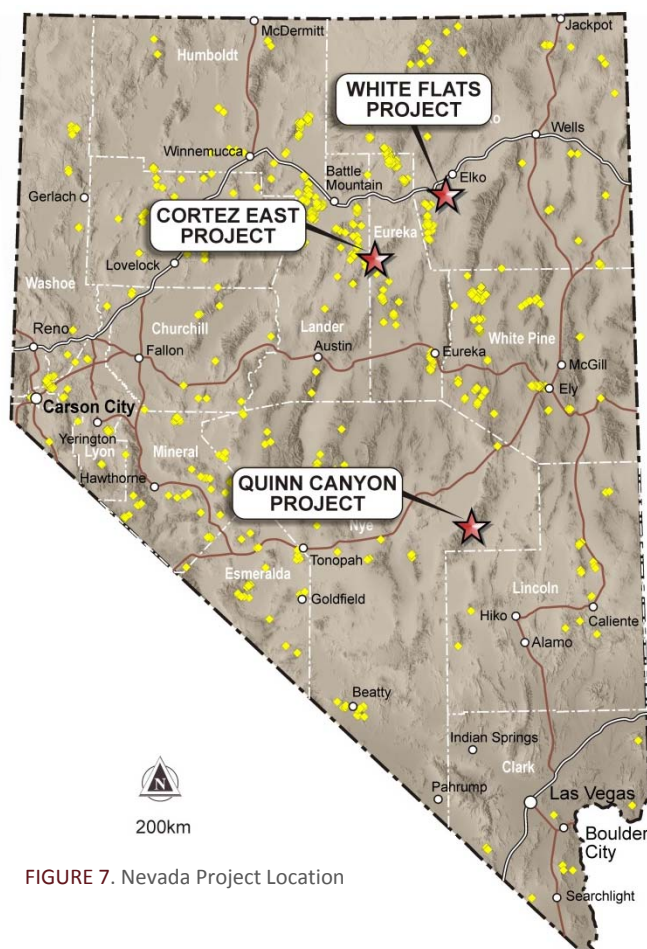 McDermitt
Jackpot
Humboldt
WHITE FLATS
PROJECT
Wells
Winnemucca
Battle
Mountain
Elko
Gerlach
CORTEZ EAST
PROJECT
Eureka
Lovelock
Washoe
Churchill
Lander
White Pine
Reno
Fallon
Austin
Eureka
McGill
Ely
Carson City
Yerington
Lyon
Mineral
Hawthorne
QUINN CANYON
PROJECT
Nye
Tonopah
Esmeralda
Goldfield
Lincoln
Hiko
Caliente
Alamo
Beatty
Indian Springs
Clark
Pahrump
Las Vegas
N
200km
Boulder
City
FIGURE 7. Nevada Project Location
Searchlight